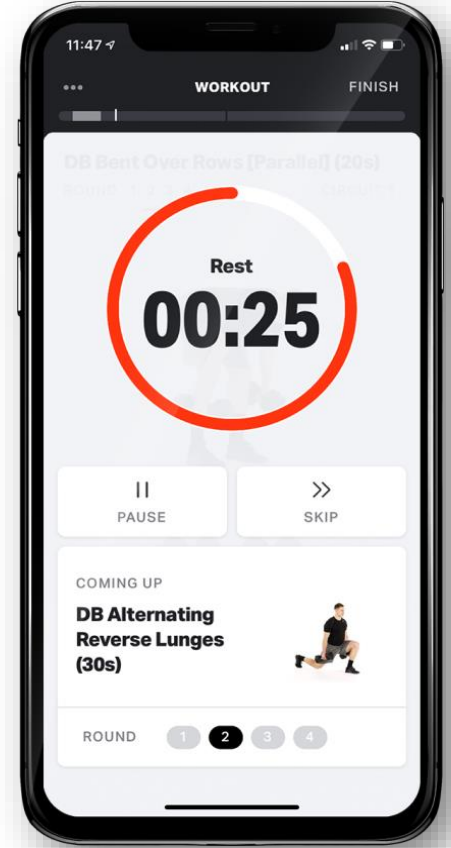 11:47
WORKOUT
FINISH
DB Bent Over Rows [Parallel] (20s)
Rest
00:25
PAUSE
SKIP
COMING UP
DB Alternating
Reverse Lunges
(30s)
ROUND 1 2 3 4